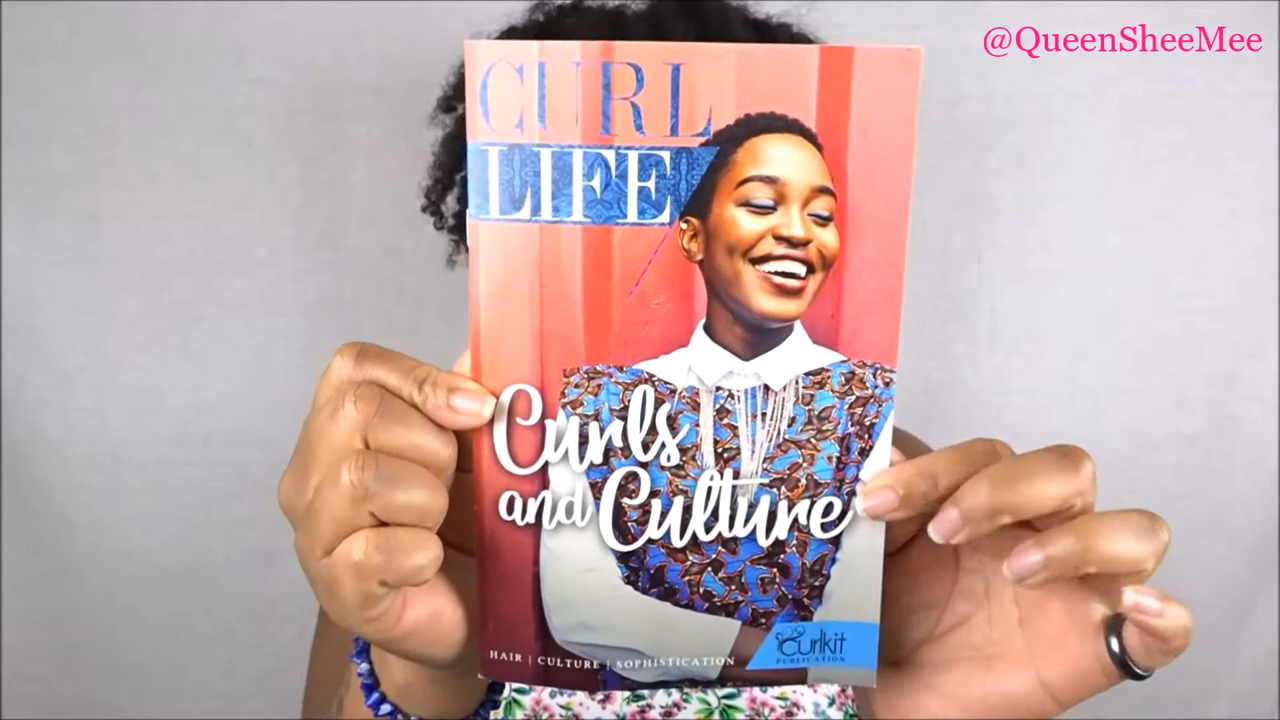 @QueenSheeMee
CURL
LIFE
Curls
and Culture
HAIR | CULTURE | SOPHISTICATION
Curlkit
PUBLICATION